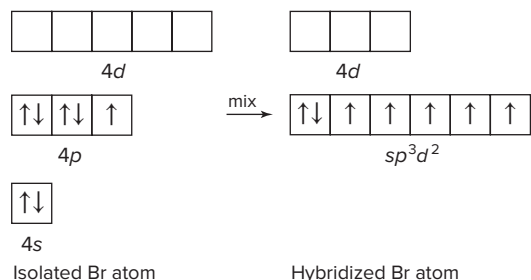 4d 4d
↑↓ ↑↓ ↑ mix ↑↓ ↑ ↑ ↑ ↑ ↑
4p sp³d²
↑↓
4s
Isolated Br atom Hybridized Br atom